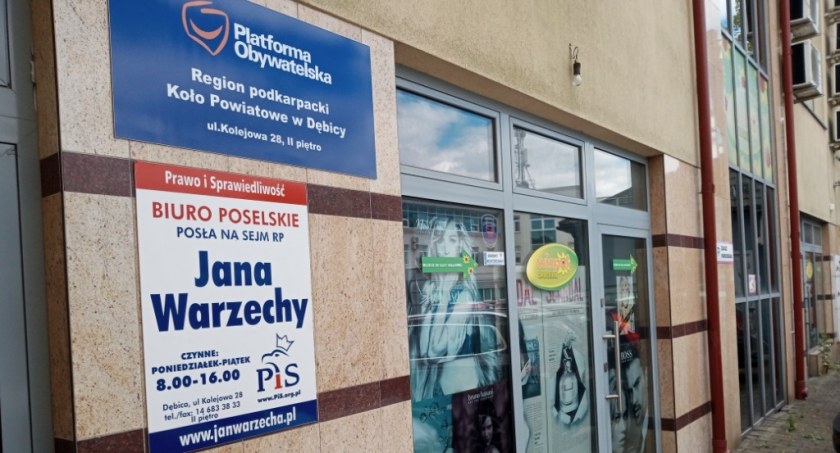 Platforma
Obywatelska
Region podkarpacki
Koło Powiatowe w Dębicy
ul.Kolejowa 28, II piętro
Prawo i Sprawiedliwość
BIURO POSELSKIE
POSŁA NA SEJM RP
Jana
Warzechy
CZYNNE:
PONIEDZIAŁEK-PIĄTEK
8.00-16.00
PiS
www.PiS.org.pl
Dębica, ul Kolejowa 28
tel./fax: 14 683 38 33
II piętro
www.janwarzecha.pl